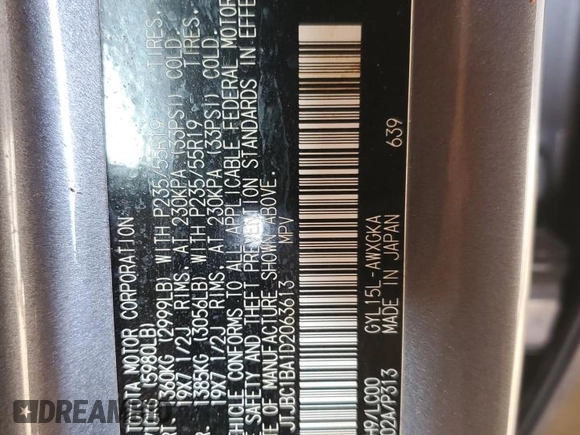 TOYOTA MOTOR CORPORATION
(5980LB)
1360KG (2999LB) WITH P235/55R19 TIRES.
19X7 1/2J RIMS. AT 230KPA (33PSI) COLD.
1385KG (3056LB) WITH P235/55R19 TIRES.
19X7 1/2J RIMS. AT 230KPA (33PSI) COLD.
VEHICLE CONFORMS TO ALL APPLICABLE FEDERAL MOTOR
SAFETY AND THEFT PREVENTION STANDARDS IN EFFE
OF MANUFACTURE SHOWN ABOVE.
JTJBC1BA1D2063613 MPV
639
H9/LC00 GYL15L-AWXGKA
02A/P313 MADE IN JAPAN
DREAM